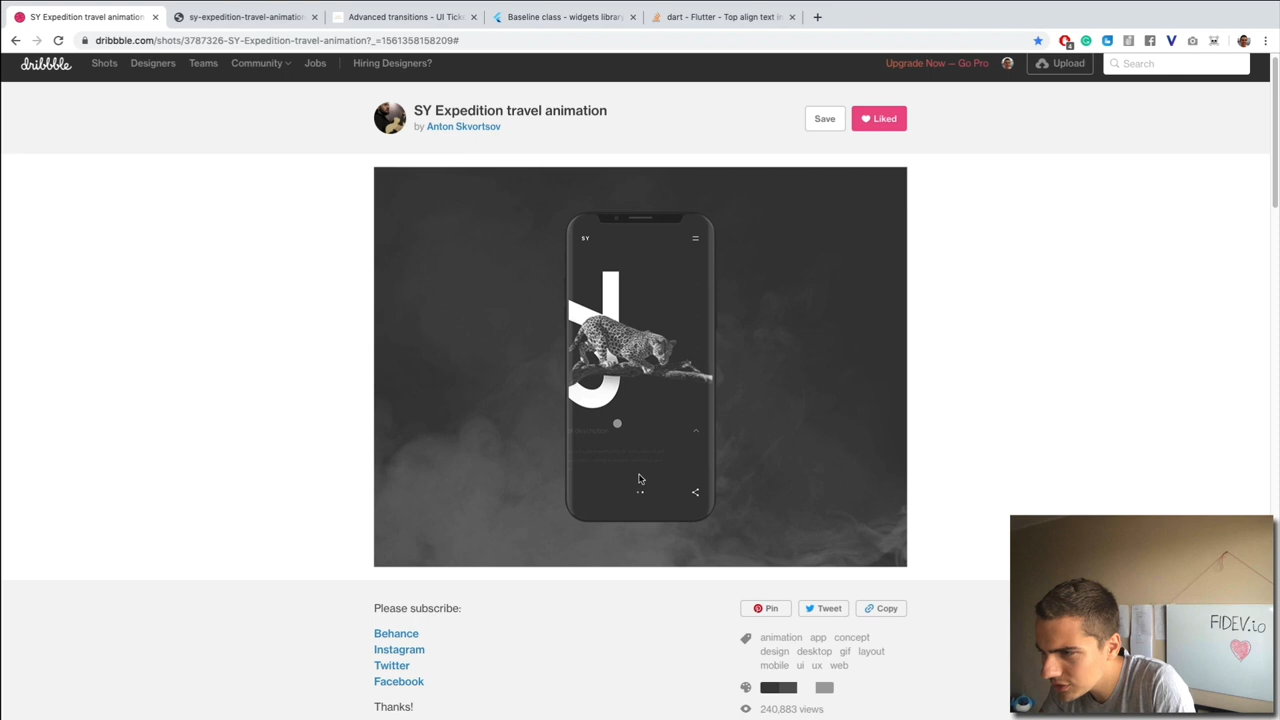 SY Expedition travel animation
sy-expedition-travel-animation
Advanced transitions - UI Tick
Baseline class - widgets library
dart - Flutter - Top align text in
dribbble.com/shots/3787326-SY-Expedition-travel-animation?_=1561358158209#
4
dribbble
Shots
Designers
Teams
Community
Jobs
Hiring Designers?
Upgrade Now — Go Pro
Upload
Search
SY Expedition travel animation
by Anton Skvortsov
Save
Liked
SY
J
Please subscribe:
Behance
Instagram
Twitter
Facebook
Thanks!
Pin
Tweet
Copy
animation app concept
design desktop gif layout
mobile ui ux web
240,883 views
FIDEV.io